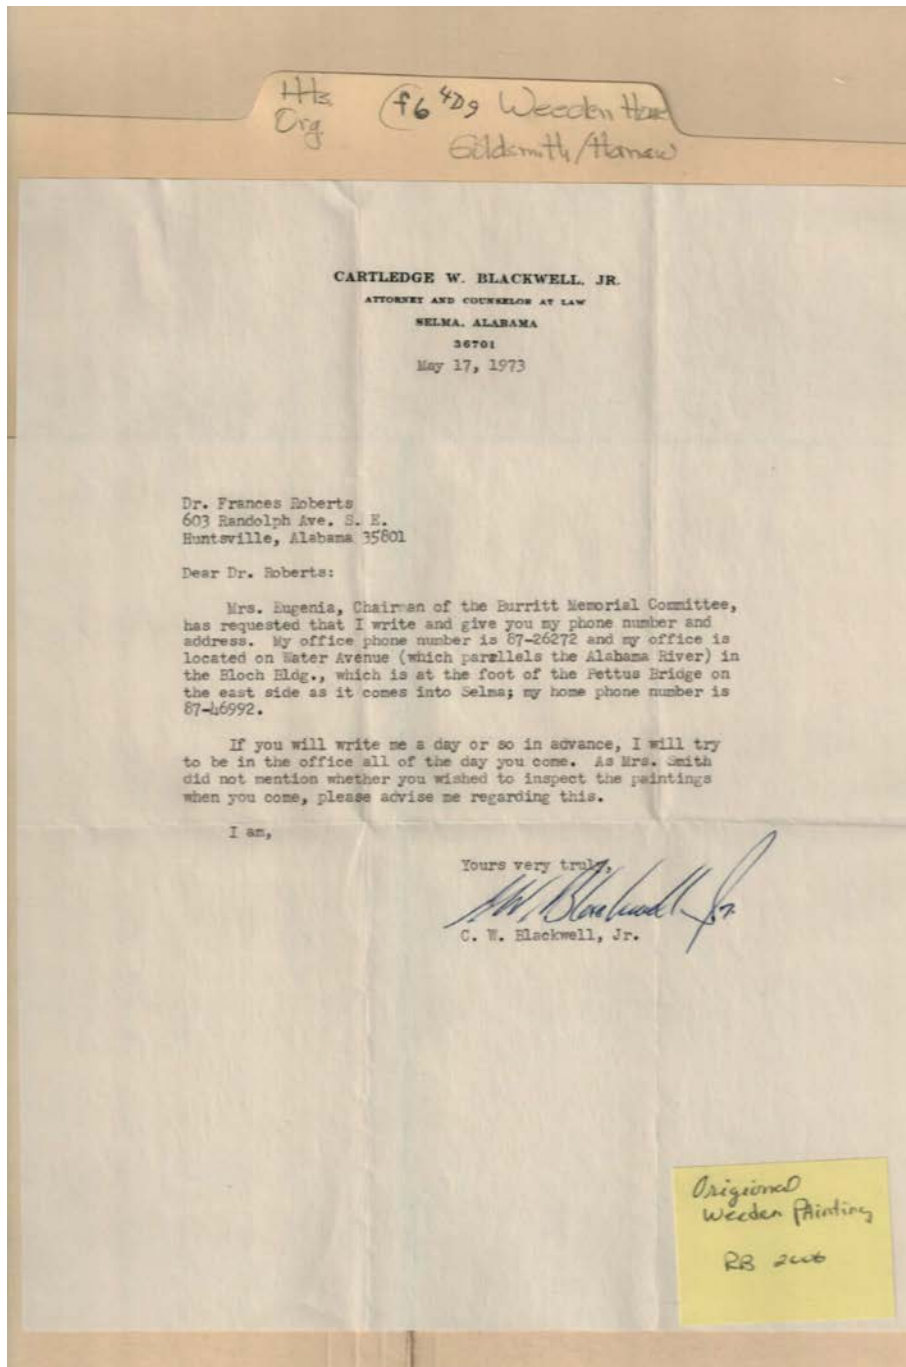 HHs.
Org.
f6 4D9 Weeden
CARTLEDGE W. BLACKWELL, JR.
ATTORNEY AND COUNSELOR AT LAW
SELMA, ALABAMA
36701
May 17, 1973
Dr. Frances Roberts
603 Randolph Ave. S. E.
Huntsville, Alabama 35801
Dear Dr. Roberts:
Mrs. Eugenia, Chairman of the Burritt Memorial Committee,
has requested that I write and give you my phone number and
address. My office phone number is 87-26272 and my office is
located on Water Avenue (which parallels the Alabama River) in
the Bloch Bldg., which is at the foot of the Pettus Bridge on
the east side as it comes into Selma; my home phone number is
87-46992.
If you will write me a day or so in advance, I will try
to be in the office all of the day you come. As Mrs. Smith
did not mention whether you wished to inspect the paintings
when you come, please advise me regarding this.
I am,
Yours very truly,
CW Blackwell Jr.
C. W. Blackwell, Jr.
Origional
Weeden Painting
RB 2006